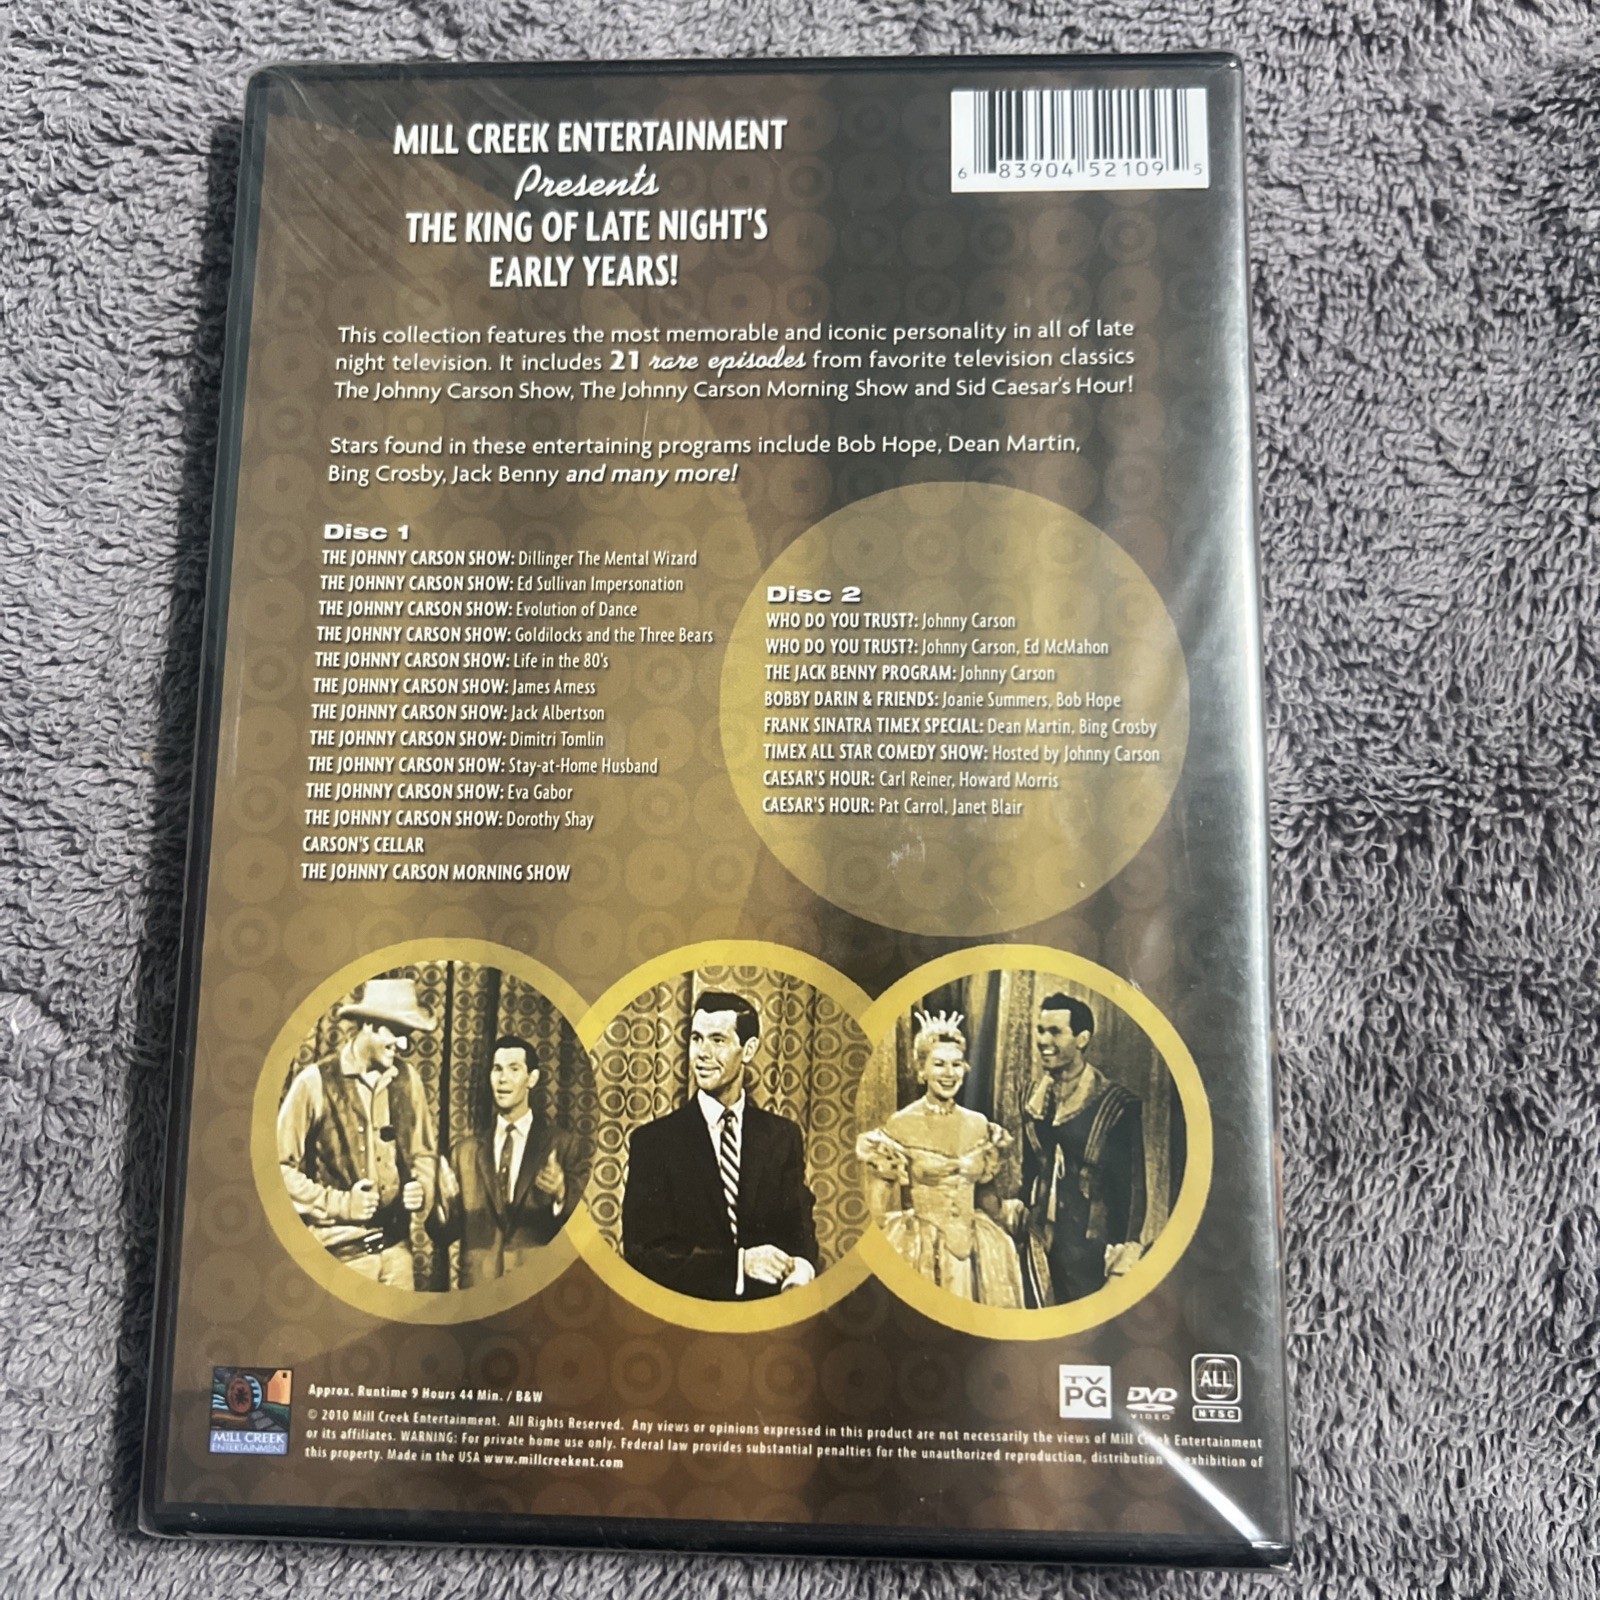 MILL CREEK ENTERTAINMENT
Presents
THE KING OF LATE NIGHT'S
EARLY YEARS!
6 83904 52109 5
This collection features the most memorable and iconic personality in all of late
night television. It includes 21 rare episodes from favorite television classics
The Johnny Carson Show, The Johnny Carson Morning Show and Sid Caesar's Hour!
Stars found in these entertaining programs include Bob Hope, Dean Martin,
Bing Crosby, Jack Benny and many more!
Disc 1
THE JOHNNY CARSON SHOW: Dillinger The Mental Wizard
THE JOHNNY CARSON SHOW: Ed Sullivan Impersonation
THE JOHNNY CARSON SHOW: Evolution of Dance
THE JOHNNY CARSON SHOW: Goldilocks and the Three Bears
THE JOHNNY CARSON SHOW: Life in the 80's
THE JOHNNY CARSON SHOW: James Arness
THE JOHNNY CARSON SHOW: Jack Albertson
THE JOHNNY CARSON SHOW: Dimitri Tomlin
THE JOHNNY CARSON SHOW: Stay-at-Home Husband
THE JOHNNY CARSON SHOW: Eva Gabor
THE JOHNNY CARSON SHOW: Dorothy Shay
CARSON'S CELLAR
THE JOHNNY CARSON MORNING SHOW
Disc 2
WHO DO YOU TRUST?: Johnny Carson
WHO DO YOU TRUST?: Johnny Carson, Ed McMahon
THE JACK BENNY PROGRAM: Johnny Carson
BOBBY DARIN & FRIENDS: Joanie Summers, Bob Hope
FRANK SINATRA TIMEX SPECIAL: Dean Martin, Bing Crosby
TIMEX ALL STAR COMEDY SHOW: Hosted by Johnny Carson
CAESAR'S HOUR: Carl Reiner, Howard Morris
CAESAR'S HOUR: Pat Carrol, Janet Blair
MILL CREEK
ENTERTAINMENT
Approx. Runtime 9 Hours 44 Min. / B&W
© 2010 Mill Creek Entertainment. All Rights Reserved. Any views or opinions expressed in this product are not necessarily the views of Mill Creek Entertainment
or its affiliates. WARNING: For private home use only. Federal law provides substantial penalties for the unauthorized reproduction, distribution exhibition of
this property. Made in the USA www.millcreekent.com
TV
PG
DVD
VIDEO
ALL
NTSC